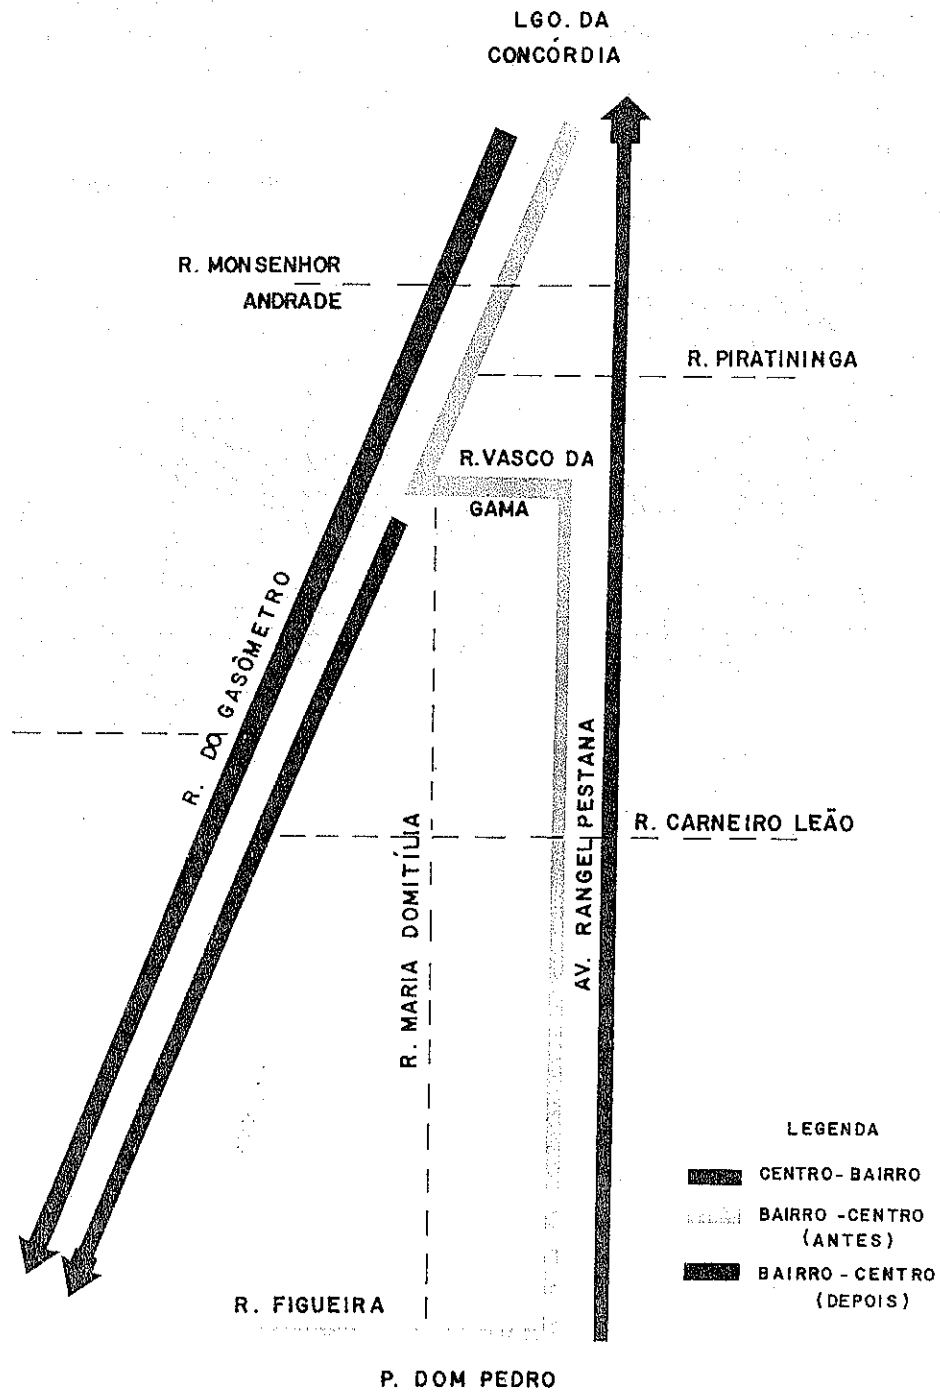 LGO. DA
CONCÓRDIA
R. MONSENHOR
ANDRADE
R. PIRATININGA
R. VASCO DA
GAMA
R. DO GASÔMETRO
R. MARIA DOMITÍLIA
AV. RANGEL PESTANA
R. CARNEIRO LEÃO
LEGENDA
CENTRO-BAIRRO
BAIRRO-CENTRO
(ANTES)
BAIRRO-CENTRO
(DEPOIS)
R. FIGUEIRA
P. DOM PEDRO